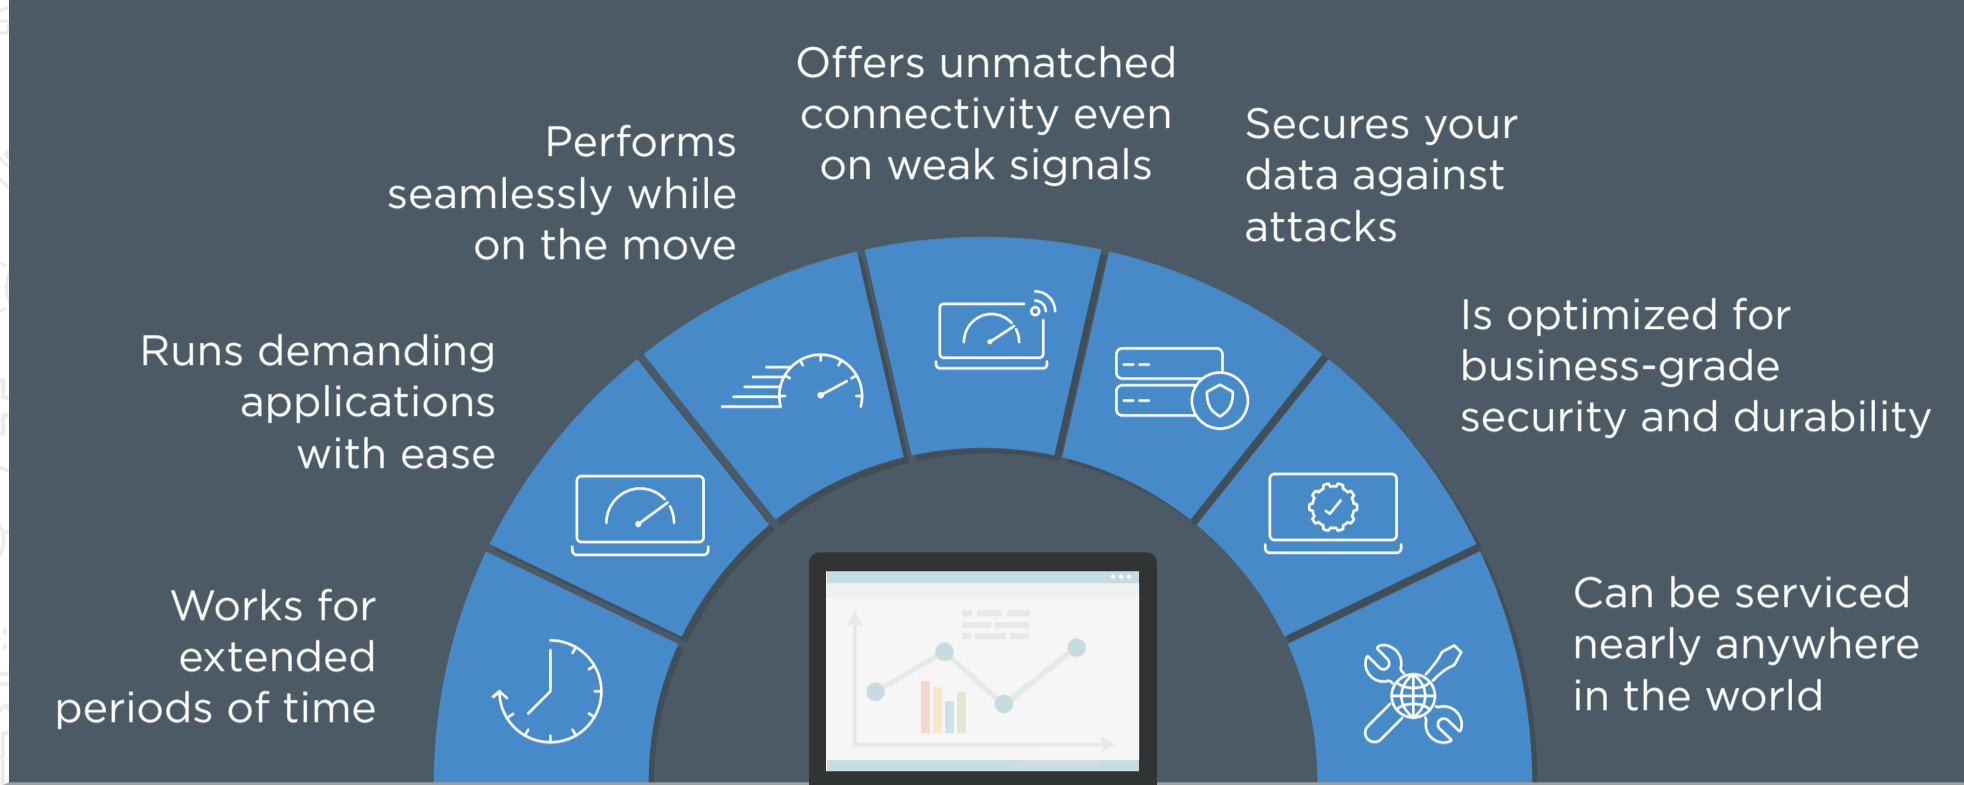 Works for
extended
periods of time
Runs demanding
applications
with ease
Performs
seamlessly while
on the move
Offers unmatched
connectivity even
on weak signals
Secures your
data against
attacks
Is optimized for
business-grade
security and durability
Can be serviced
nearly anywhere
in the world